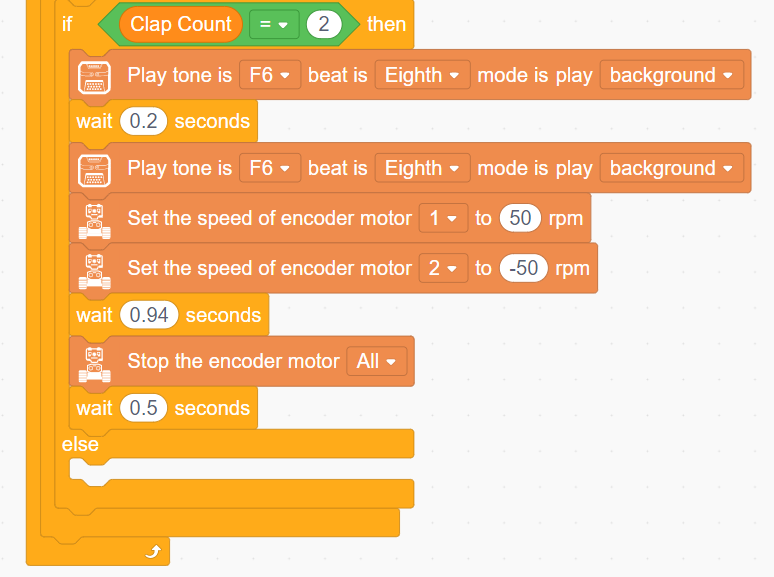 if Clap Count = 2 then
Play tone is F6 beat is Eighth mode is play background
wait 0.2 seconds
Play tone is F6 beat is Eighth mode is play background
Set the speed of encoder motor 1 to 50 rpm
Set the speed of encoder motor 2 to -50 rpm
wait 0.94 seconds
Stop the encoder motor All
wait 0.5 seconds
else